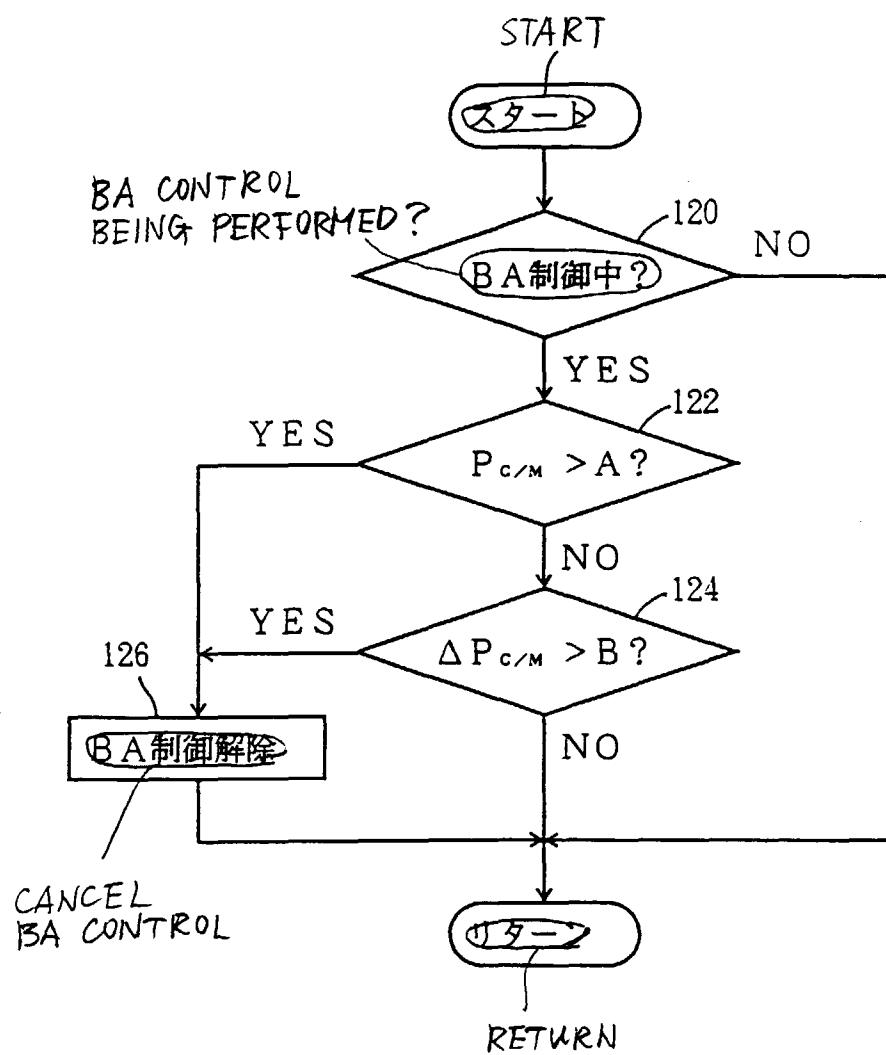 START
スタート
BA CONTROL
BEING PERFORMED?
120
NO
BA制御中?
YES
122
YES
PC/M >A?
NO
124
YES
ΔPC/M >B?
126
NO
BA制御解除
CANCEL
BA CONTROL
リターン
RETURN